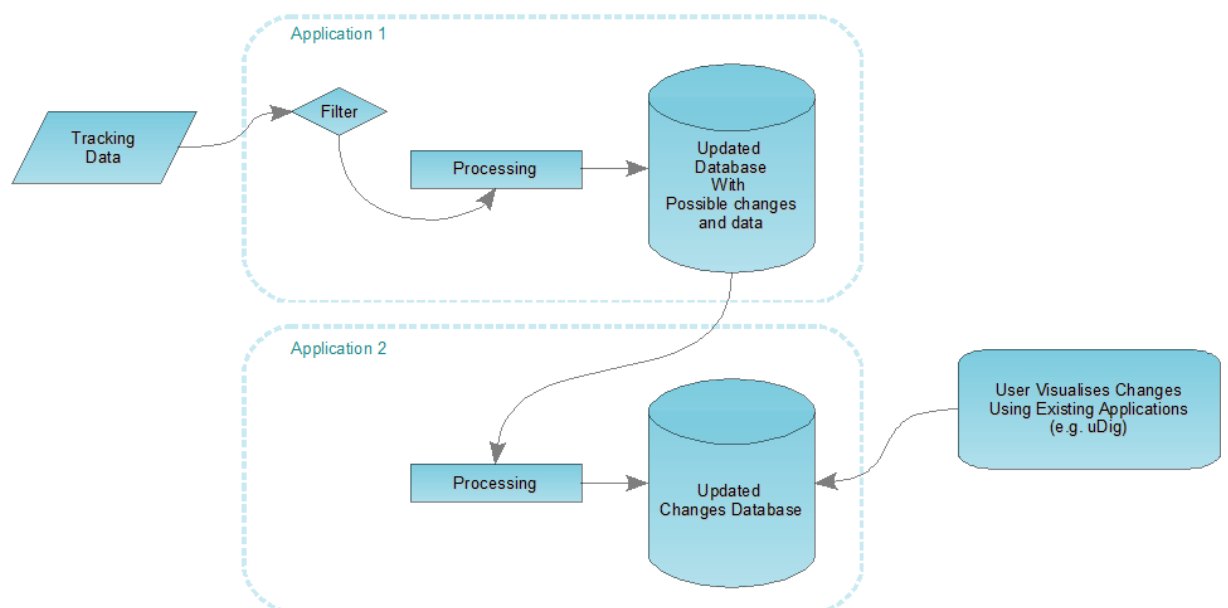 Application 1
Tracking
Data
Filter
Processing
Updated
Database
With
Possible changes
and data
Application 2
Processing
Updated
Changes Database
User Visualises Changes
Using Existing Applications
(e.g. uDig)